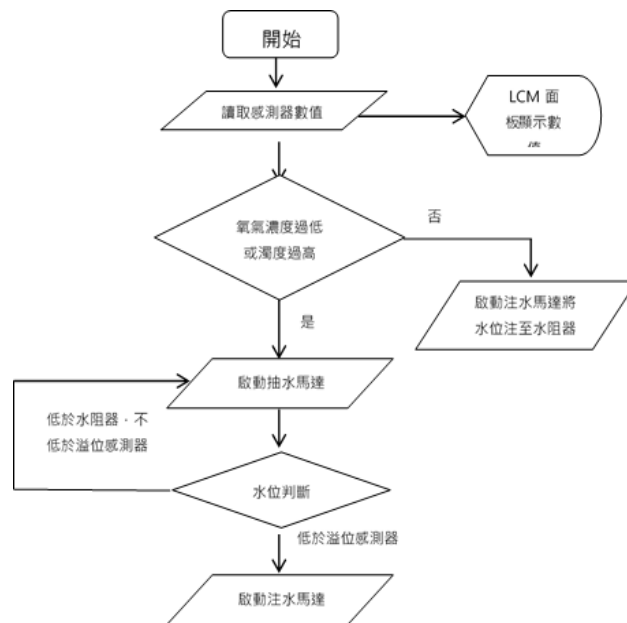 開始
讀取感測器數值
LCM 面
板顯示數
氧氣濃度過低
或濁度過高
否
啟動注水馬達將
水位注至水阻器
是
啟動抽水馬達
低於水阻器，不
低於溢位感測器
水位判斷
低於溢位感測器
啟動注水馬達